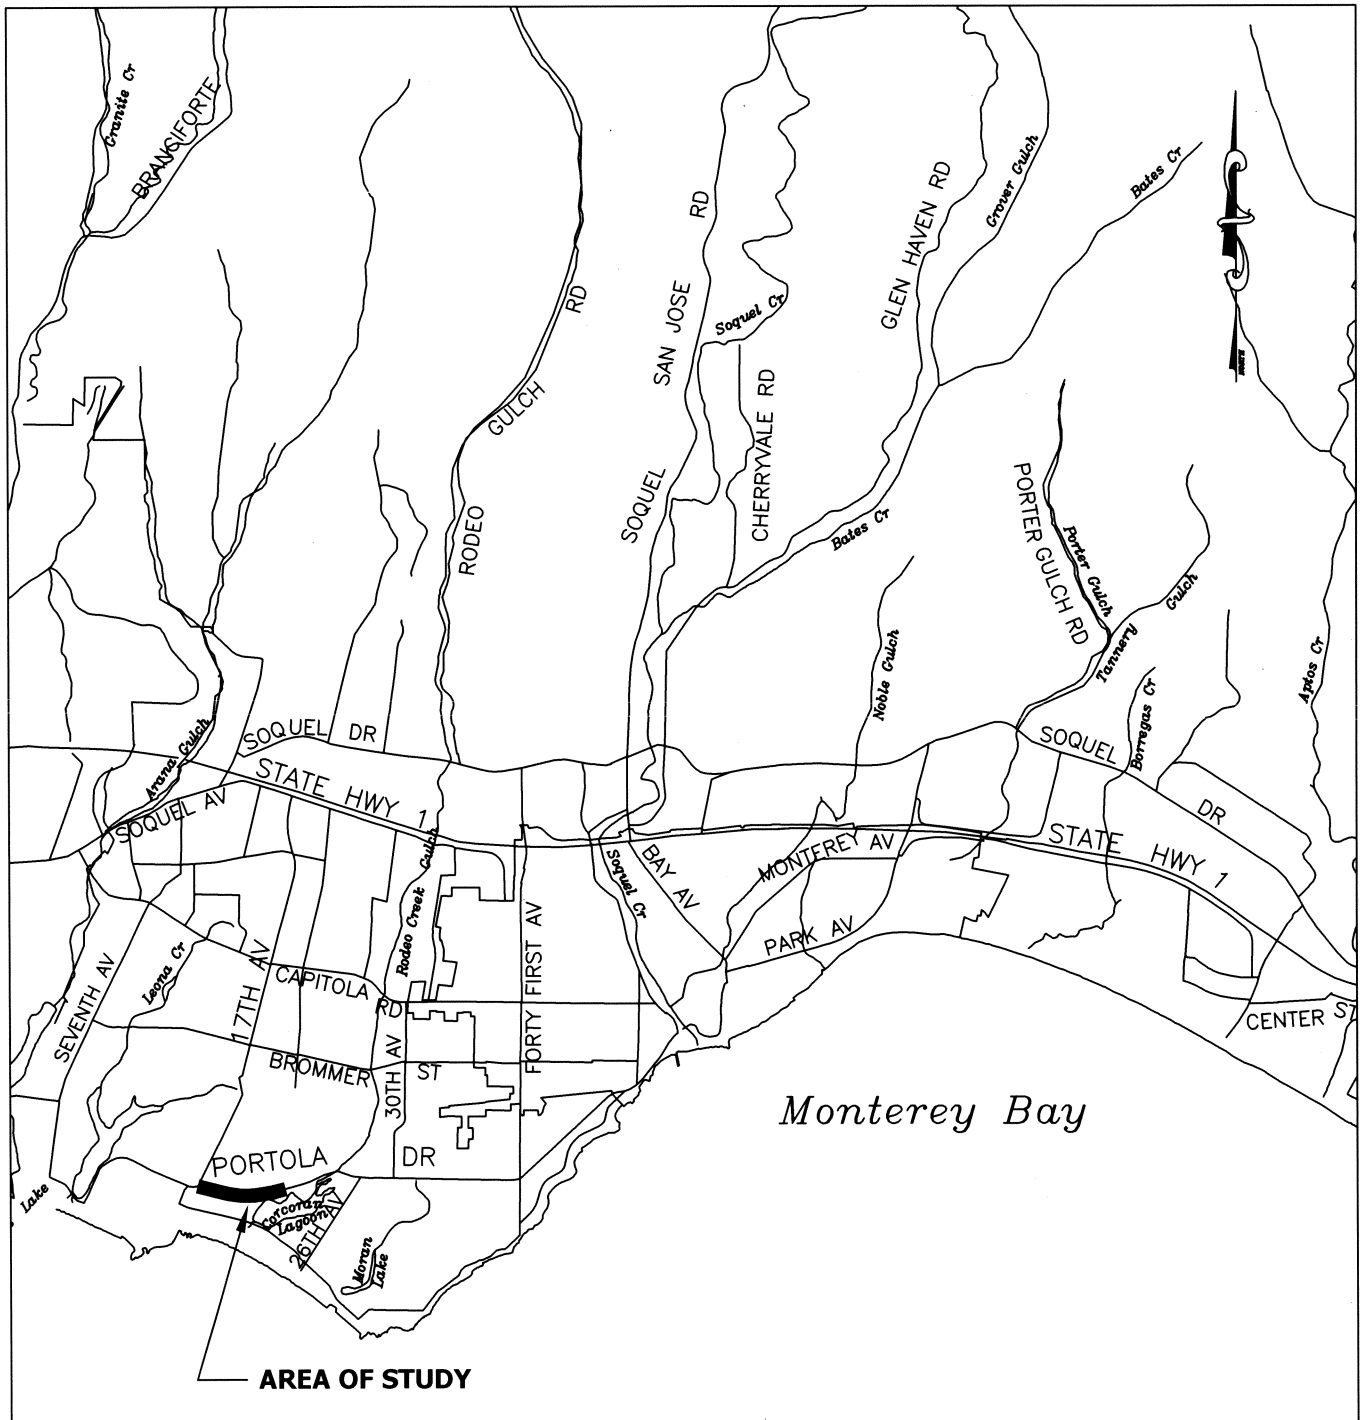 Granite Cr
BRANSIFORTE
RODEO GULCH RD
SOQUEL SAN JOSE RD
Soquel Cr
CHERRYVALE RD
GLEN HAVEN RD
Grover Gulch
Bates Cr
NORTH
Bates Cr
PORTER GULCH RD
Porter Gulch
Tannery Gulch
Noble Gulch
Borregas Cr
Aptos Cr
Arana Gulch
SOQUEL DR
SOQUEL DR
STATE HWY 1
SOQUEL AV
Rodeo Creek Gulch
Soquel Cr
BAY AV
MONTEREY AV
STATE HWY 1
PARK AV
SEVENTH AV
Leona Cr
17TH AV
CAPITOLA RD
FORTY FIRST AV
CENTER ST
BROMMER ST
30TH AV
Monterey Bay
PORTOLA DR
Lake
Corcoran
Lagoon
26TH AV
Moran
Lake
AREA OF STUDY